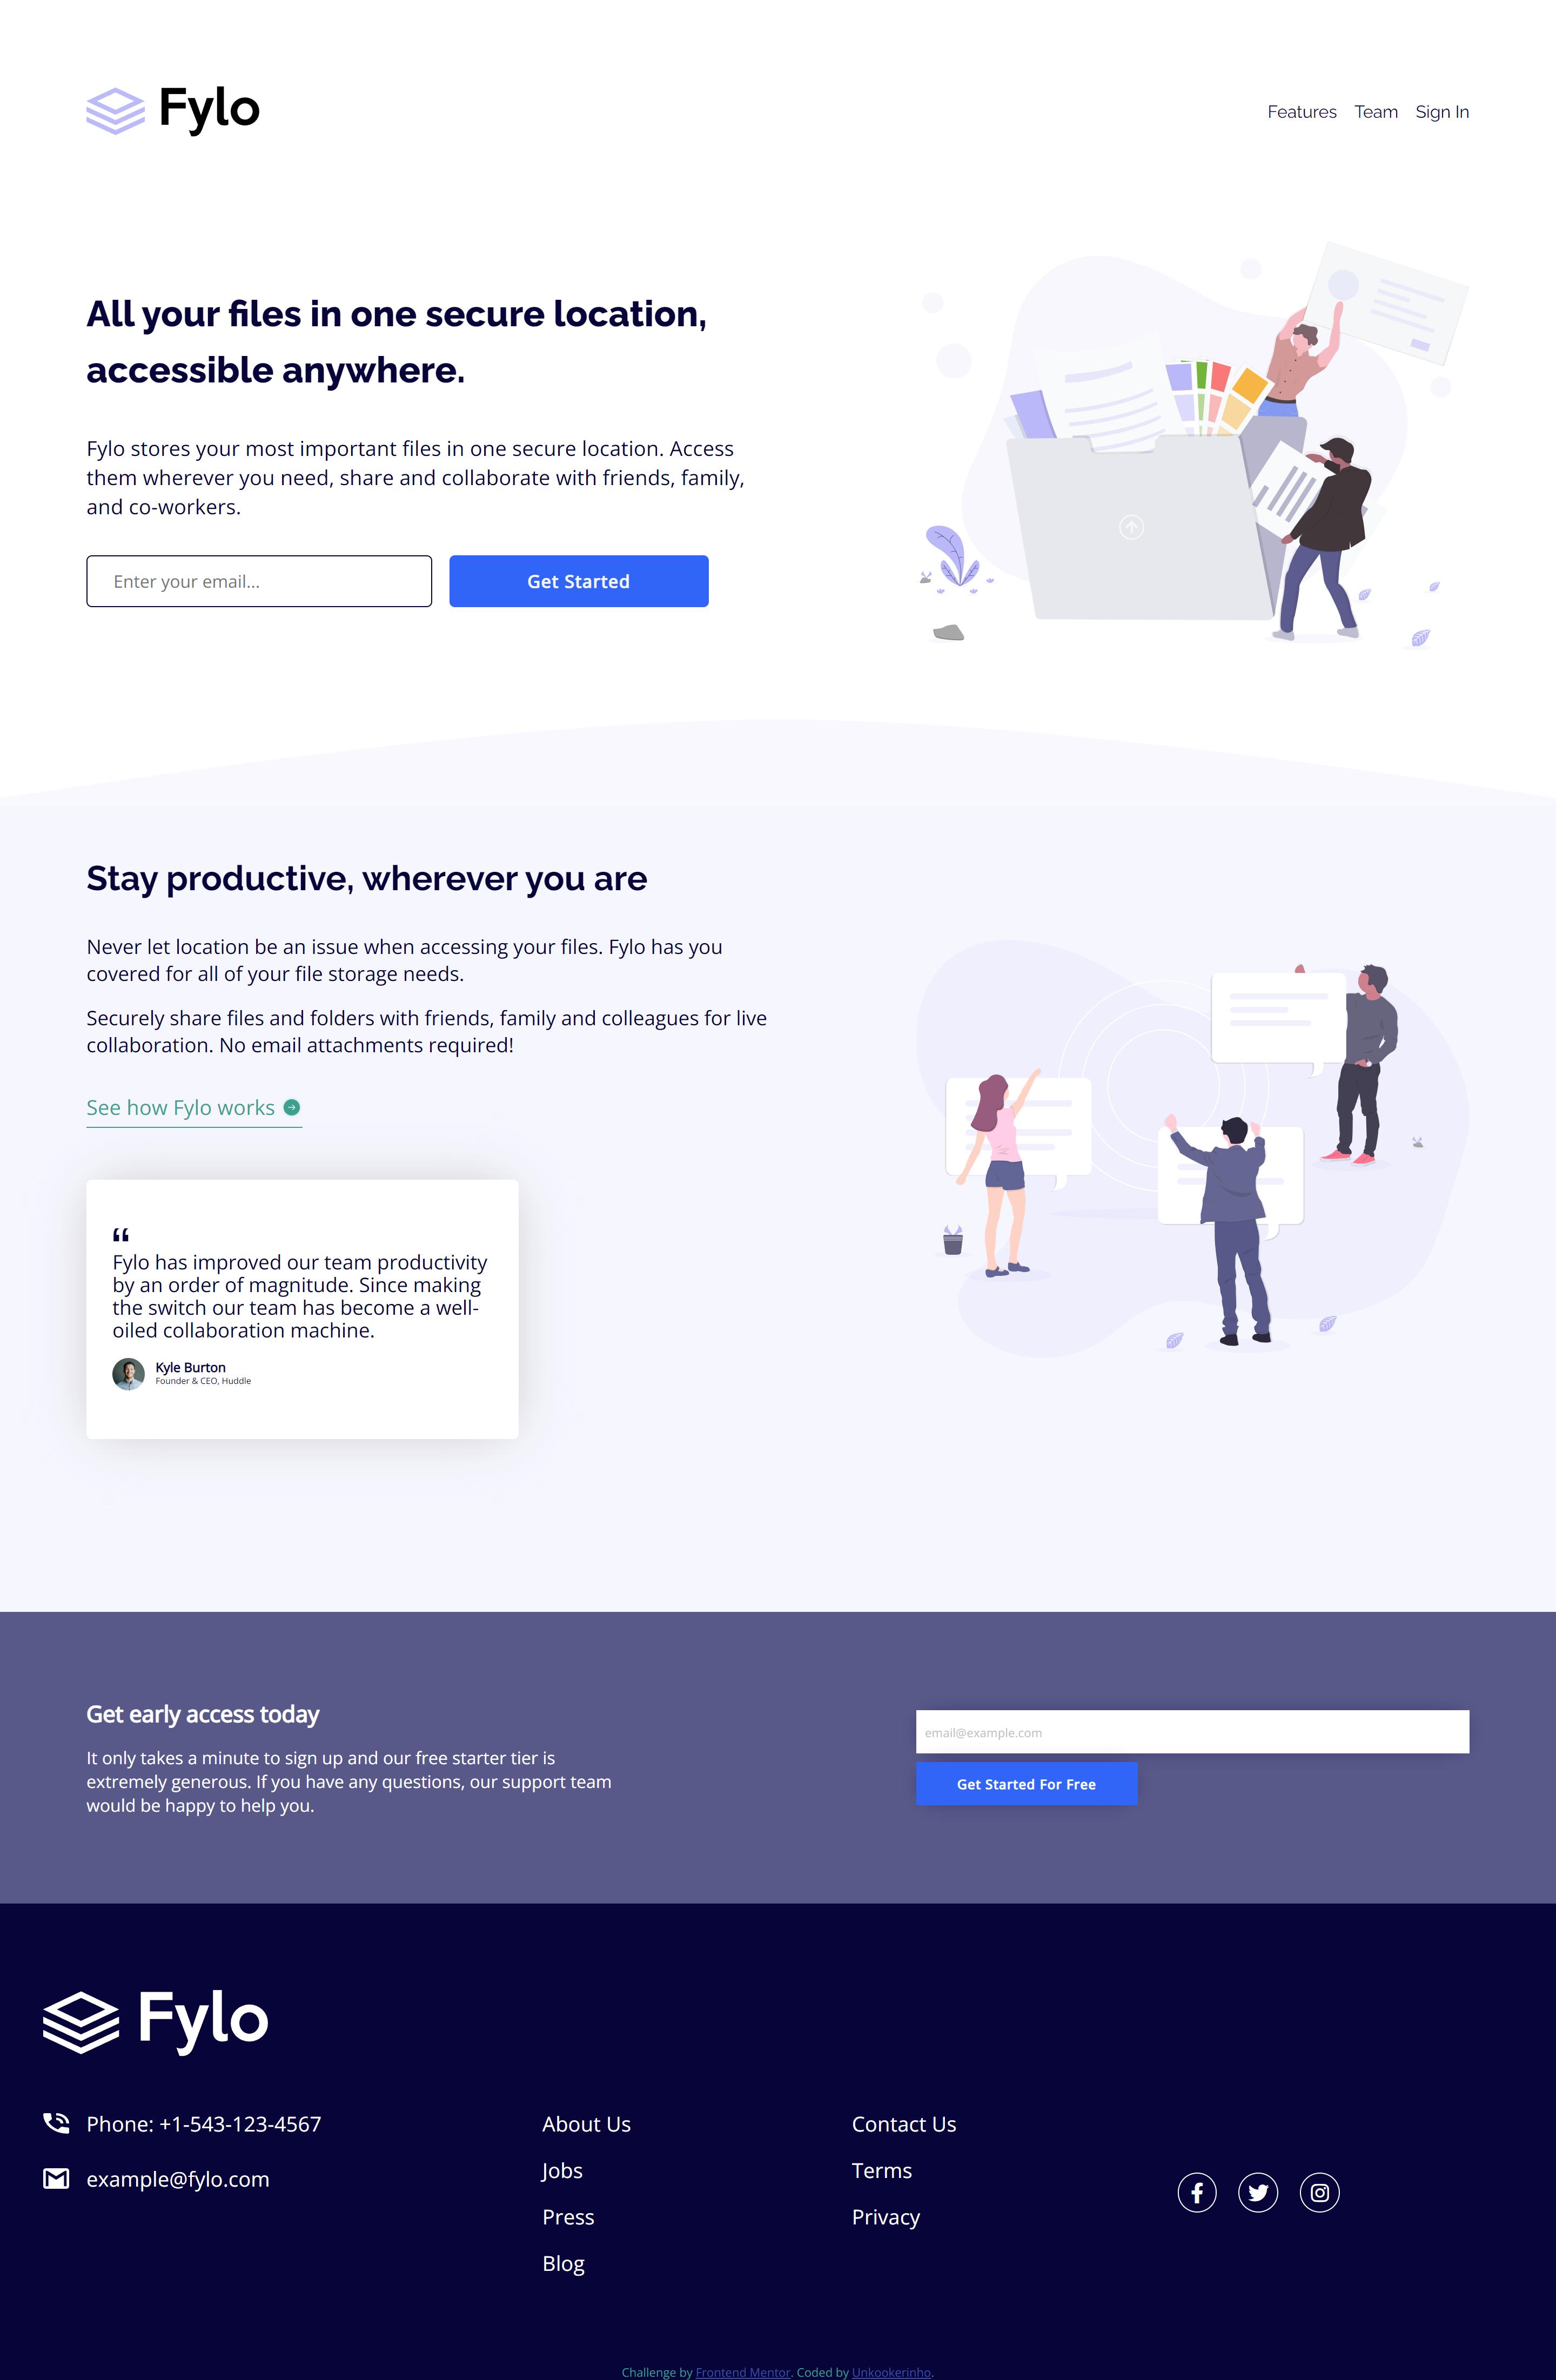 Fylo
Features Team Sign In
All your files in one secure location,
accessible anywhere.
Fylo stores your most important files in one secure location. Access
them wherever you need, share and collaborate with friends, family,
and co-workers.
Enter your email...
Get Started
Stay productive, wherever you are
Never let location be an issue when accessing your files. Fylo has you
covered for all of your file storage needs.
Securely share files and folders with friends, family and colleagues for live
collaboration. No email attachments required!
See how Fylo works
“
Fylo has improved our team productivity
by an order of magnitude. Since making
the switch our team has become a well-
oiled collaboration machine.
Kyle Burton
Founder & CEO, Huddle
Get early access today
It only takes a minute to sign up and our free starter tier is
extremely generous. If you have any questions, our support team
would be happy to help you.
email@example.com
Get Started For Free
Fylo
Phone: +1-543-123-4567
example@fylo.com
About Us
Jobs
Press
Blog
Contact Us
Terms
Privacy
Challenge by Frontend Mentor. Coded by Unkookerinho.